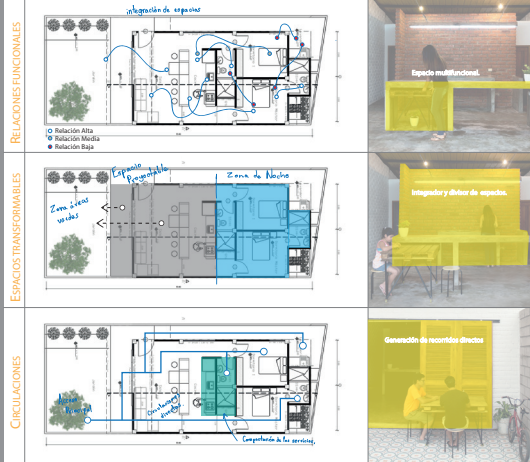 RELACIONES FUNCIONALES
integración de espacios
Relación Alta
Relación Media
Relación Baja
Espacio multifuncional.
ESPACIOS TRANSFORMABLES
Espacio
Proyectable
Zona de Noche
Zona áreas
Integrador y divisor de espacios.
CIRCULACIONES
Acceso
Principal
Circulaciones
directas
Compactación de los servicios.
Generación de recorridos directos